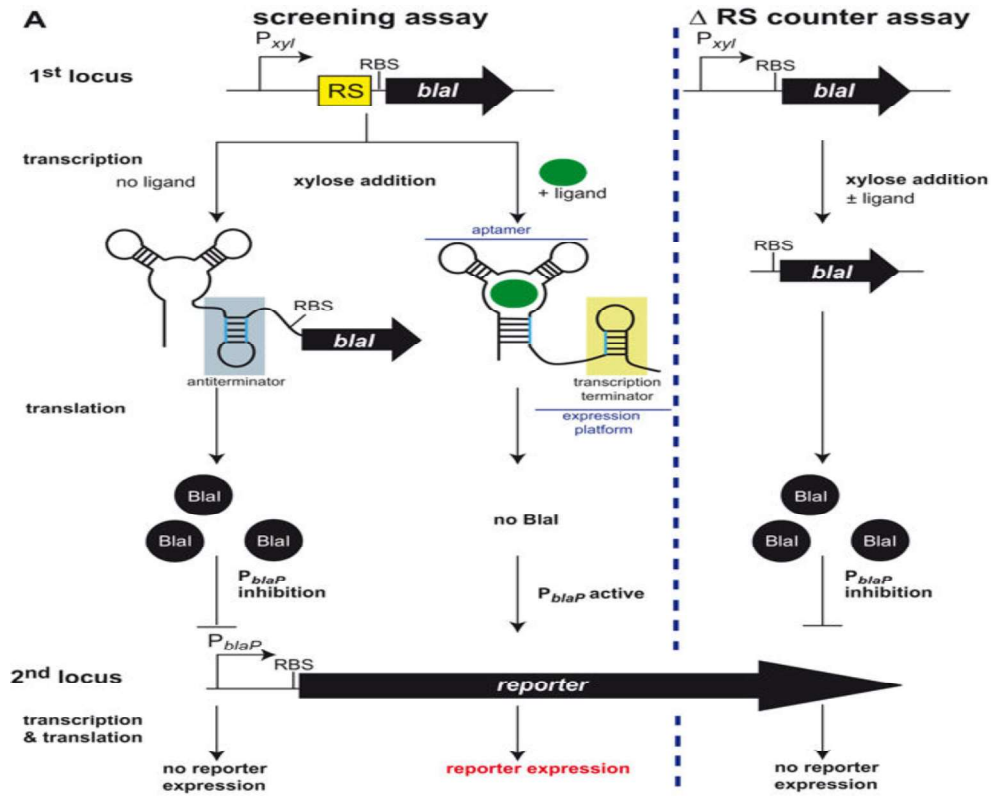 A
screening assay
Δ RS counter assay
Pxyl
RBS
1st locus
RS
blaI
Pxyl
RBS
blaI
transcription
no ligand
xylose addition
+ ligand
xylose addition
± ligand
aptamer
RBS
blaI
antiterminator
transcription
terminator
expression
platform
RBS
blaI
translation
BlaI
BlaI
BlaI
no BlaI
BlaI
BlaI
BlaI
PblaP
inhibition
PblaP active
PblaP
inhibition
PblaP
RBS
2nd locus
reporter
transcription
& translation
no reporter
expression
reporter expression
no reporter
expression